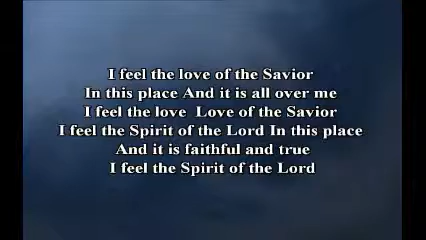 I feel the love of the Savior
In this place And it is all over me
I feel the love  Love of the Savior
I feel the Spirit of the Lord In this place
And it is faithful and true
I feel the Spirit of the Lord